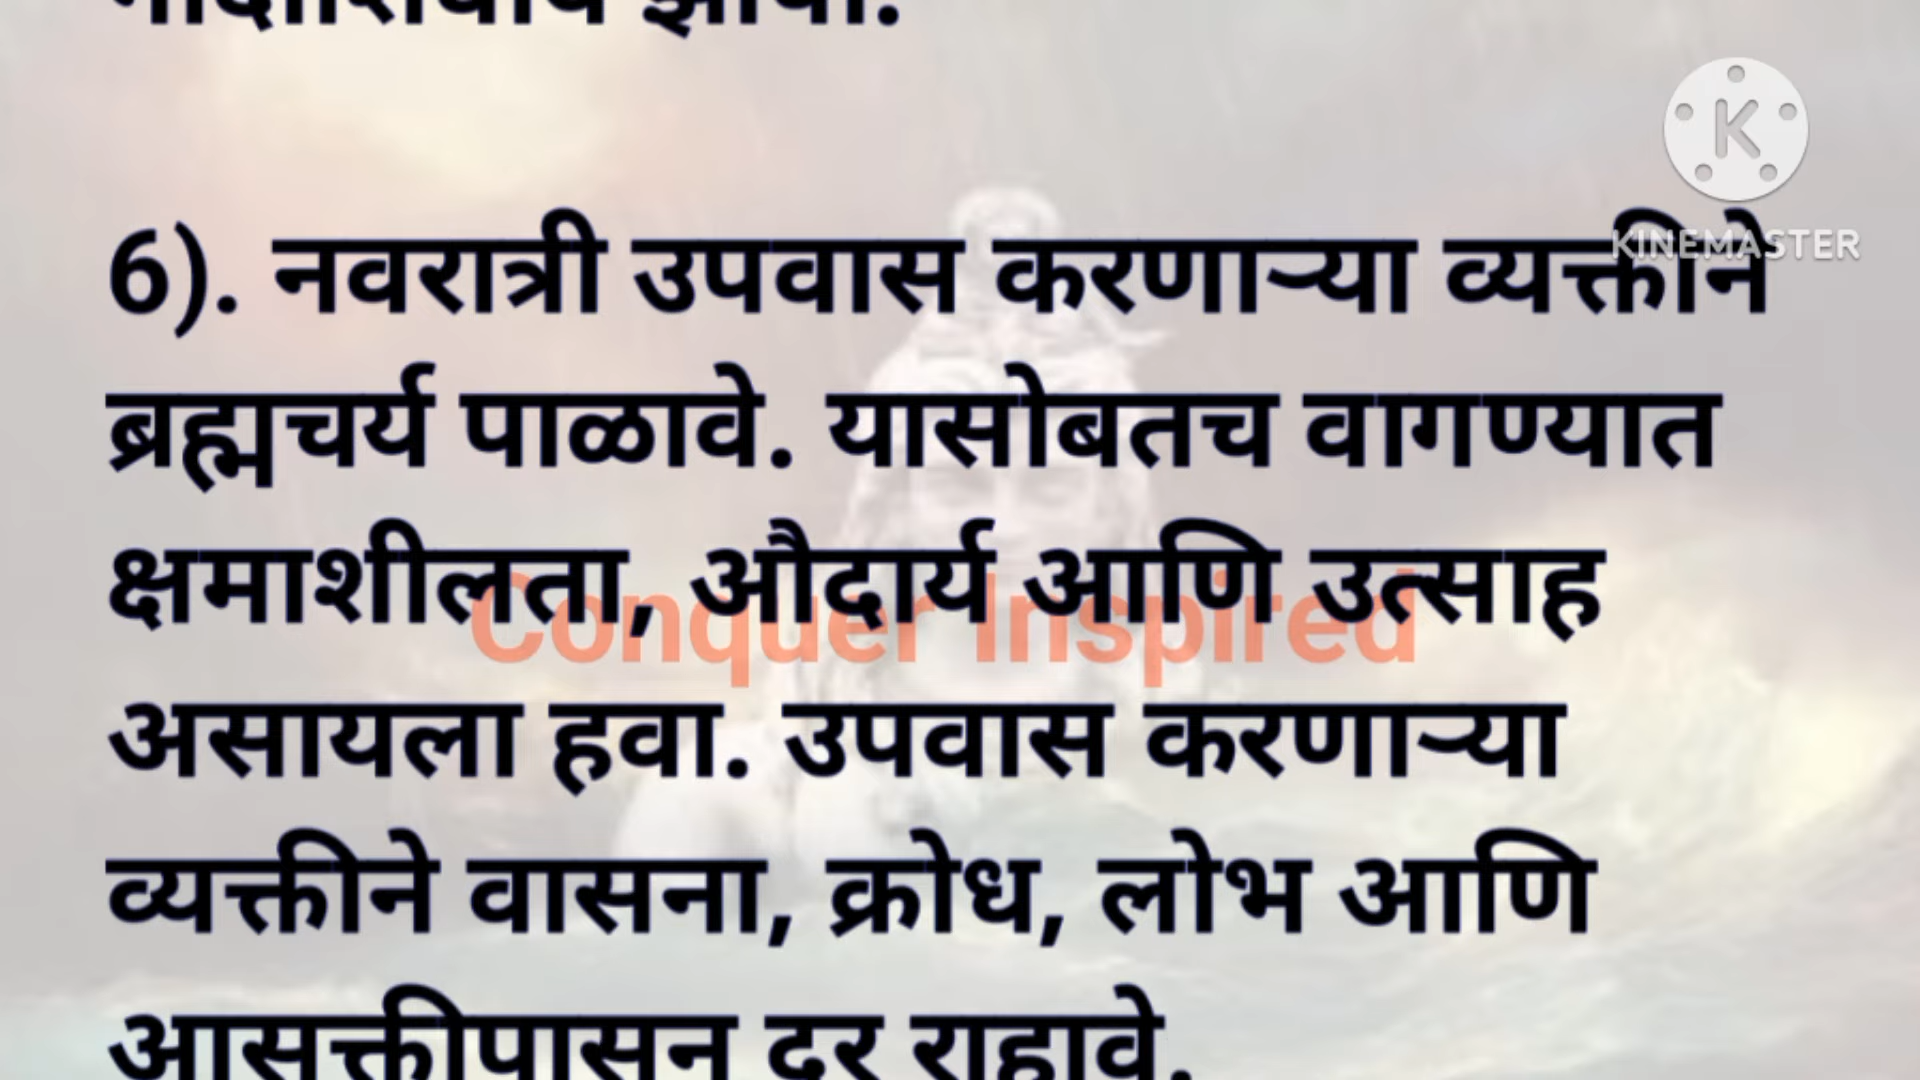 6). नवरात्री उपवास करणाऱ्या व्यक्तीने
ब्रह्मचर्य पाळावे. यासोबतच वागण्यात
क्षमाशीलता, औदार्य आणि उत्साह
असायला हवा. उपवास करणाऱ्या
व्यक्तीने वासना, क्रोध, लोभ आणि
आसक्तीपासून दूर राहावे.
Conquer Inspired
K
KINEMASTER